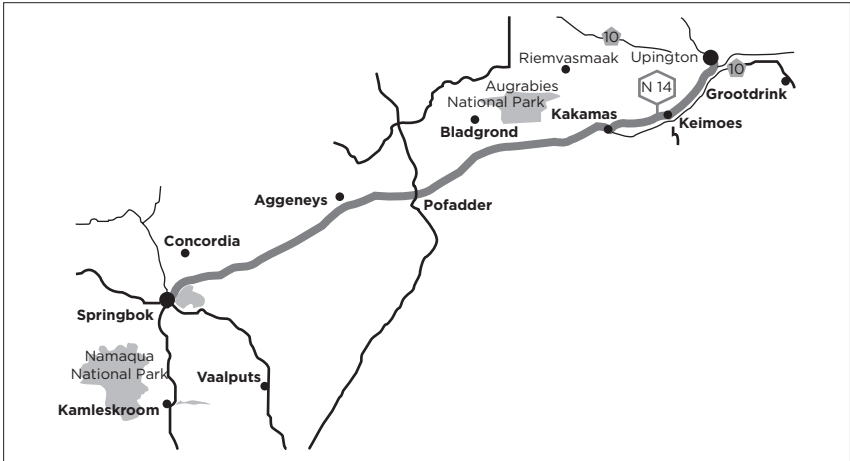 10
Riemvasmaak
Upington
10
Augrabies
National Park
N 14
Grootdrink
Kakamas
Keimoes
Bladgrond
Aggeneys
Pofadder
Concordia
Springbok
Namaqua
National Park
Vaalputs
Kamleskroom